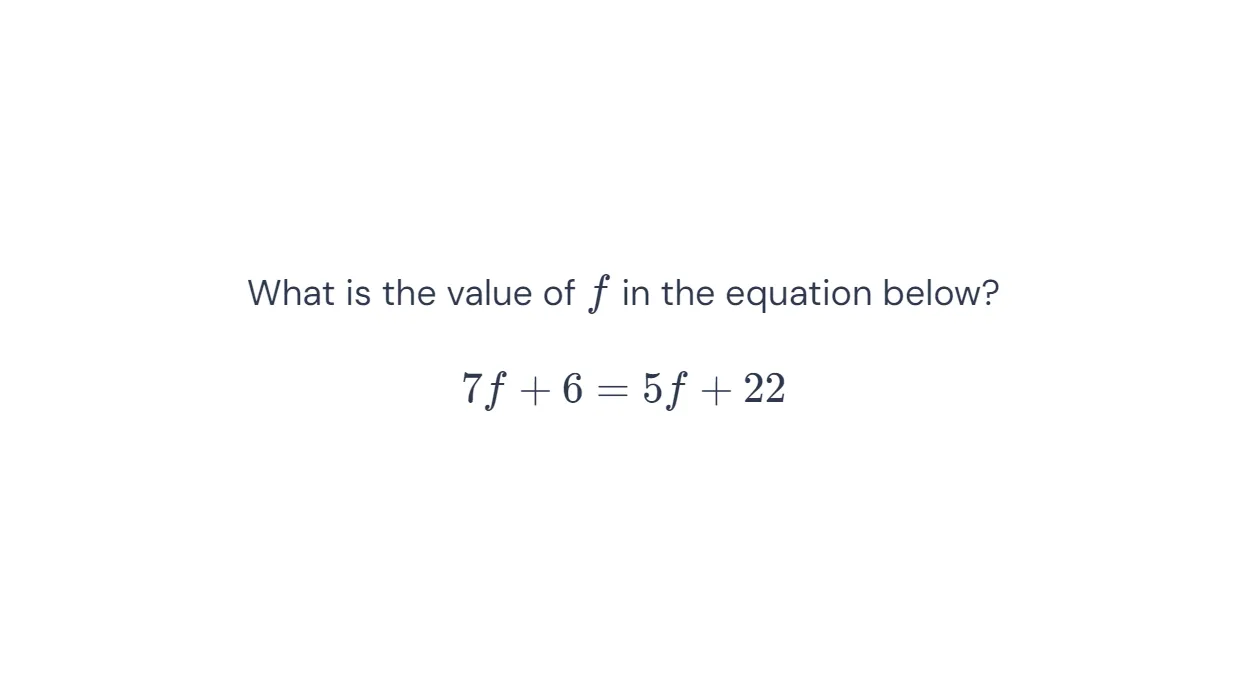 What is the value of f in the equation below?
7f + 6 = 5f + 22